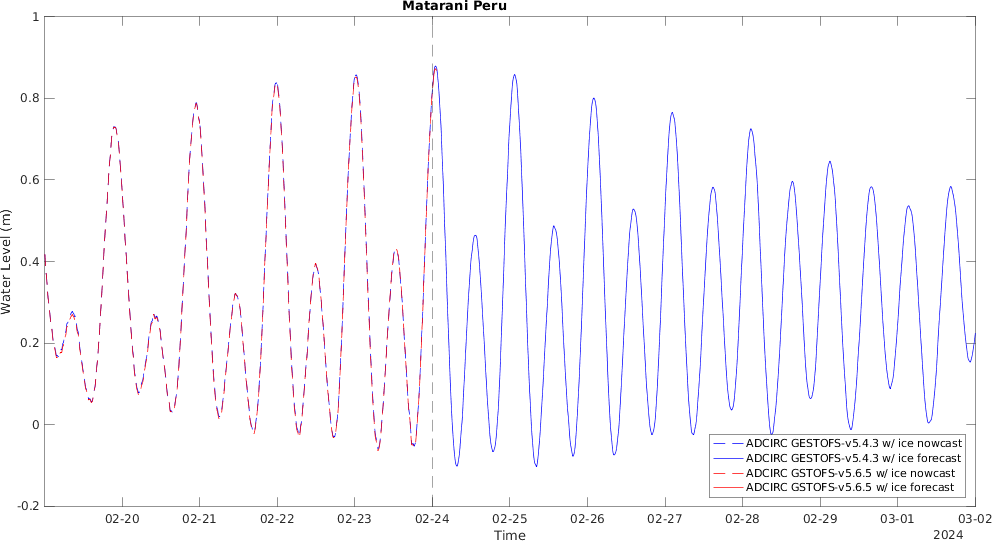 Matarani Peru
1
0.8
0.6
0.4
0.2
0
-0.2
Water Level (m)
02-20 02-21 02-22 02-23 02-24 02-25 02-26 02-27 02-28 02-29 03-01 03-02
Time
2024
ADCIRC GESTOFS-v5.4.3 w/ ice nowcast
ADCIRC GESTOFS-v5.4.3 w/ ice forecast
ADCIRC GSTOFS-v5.6.5 w/ ice nowcast
ADCIRC GSTOFS-v5.6.5 w/ ice forecast